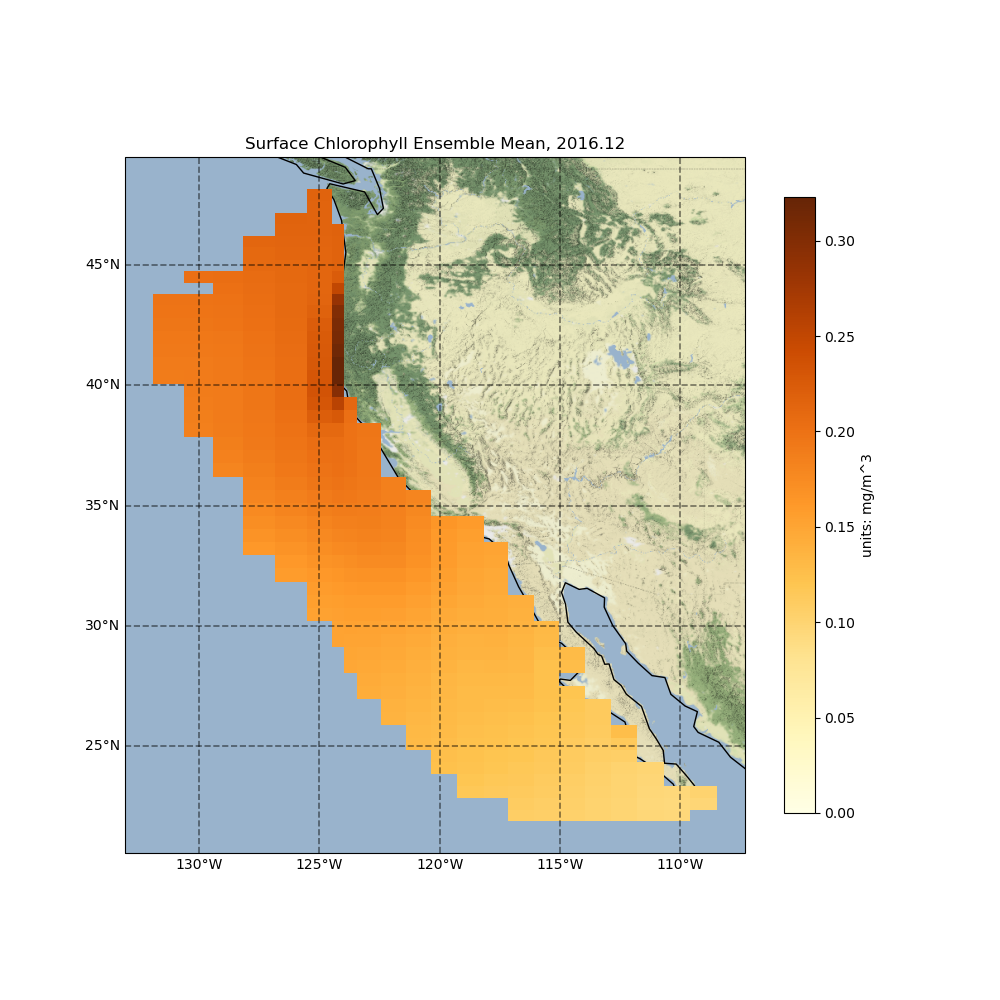 Surface Chlorophyll Ensemble Mean, 2016.12
45°N
40°N
35°N
30°N
25°N
130°W
125°W
120°W
115°W
110°W
0.30
0.25
0.20
0.15
0.10
0.05
0.00
units: mg/m^3